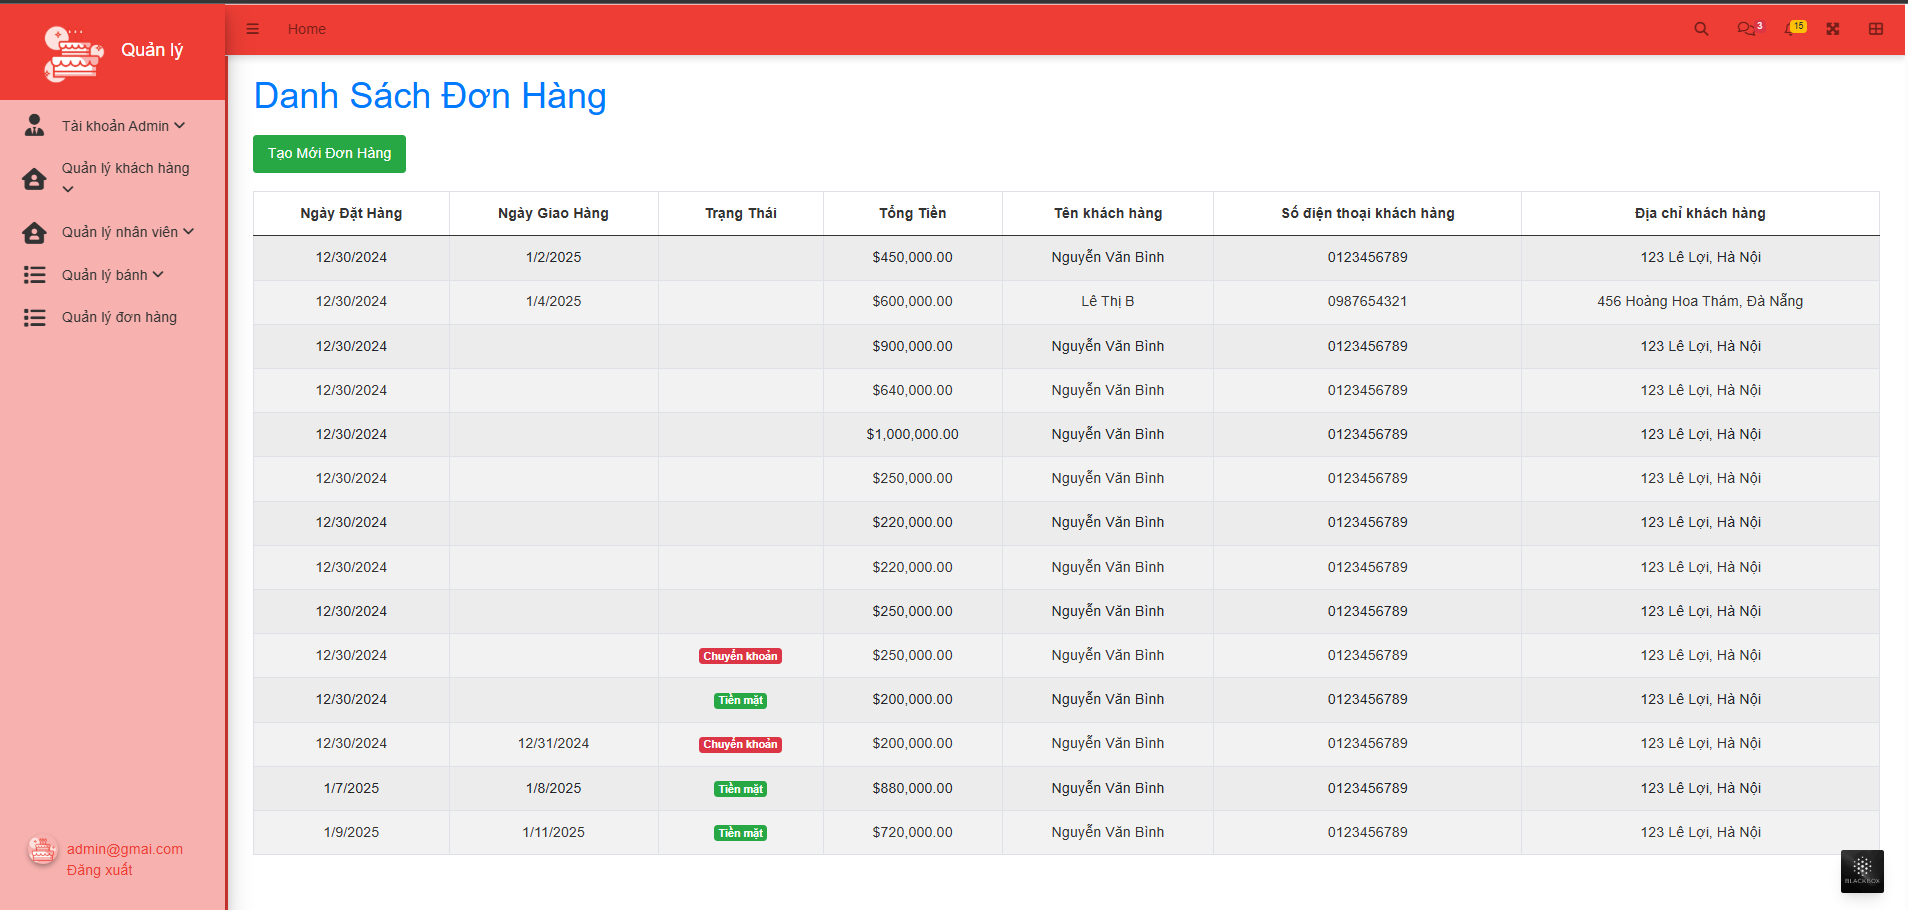 Quản lý
Home
3
15
Tài khoản Admin
Quản lý khách hàng
Quản lý nhân viên
Quản lý bánh
Quản lý đơn hàng
admin@gmai.com
Đăng xuất
Danh Sách Đơn Hàng
Tạo Mới Đơn Hàng
Ngày Đặt Hàng Ngày Giao Hàng Trạng Thái Tổng Tiền Tên khách hàng Số điện thoại khách hàng Địa chỉ khách hàng
12/30/2024 1/2/2025 $450,000.00 Nguyễn Văn Bình 0123456789 123 Lê Lợi, Hà Nội
12/30/2024 1/4/2025 $600,000.00 Lê Thị B 0987654321 456 Hoàng Hoa Thám, Đà Nẵng
12/30/2024 $900,000.00 Nguyễn Văn Bình 0123456789 123 Lê Lợi, Hà Nội
12/30/2024 $640,000.00 Nguyễn Văn Bình 0123456789 123 Lê Lợi, Hà Nội
12/30/2024 $1,000,000.00 Nguyễn Văn Bình 0123456789 123 Lê Lợi, Hà Nội
12/30/2024 $250,000.00 Nguyễn Văn Bình 0123456789 123 Lê Lợi, Hà Nội
12/30/2024 $220,000.00 Nguyễn Văn Bình 0123456789 123 Lê Lợi, Hà Nội
12/30/2024 $220,000.00 Nguyễn Văn Bình 0123456789 123 Lê Lợi, Hà Nội
12/30/2024 $250,000.00 Nguyễn Văn Bình 0123456789 123 Lê Lợi, Hà Nội
12/30/2024 Chuyển khoản $250,000.00 Nguyễn Văn Bình 0123456789 123 Lê Lợi, Hà Nội
12/30/2024 Tiền mặt $200,000.00 Nguyễn Văn Bình 0123456789 123 Lê Lợi, Hà Nội
12/30/2024 12/31/2024 Chuyển khoản $200,000.00 Nguyễn Văn Bình 0123456789 123 Lê Lợi, Hà Nội
1/7/2025 1/8/2025 Tiền mặt $880,000.00 Nguyễn Văn Bình 0123456789 123 Lê Lợi, Hà Nội
1/9/2025 1/11/2025 Tiền mặt $720,000.00 Nguyễn Văn Bình 0123456789 123 Lê Lợi, Hà Nội
BLACKBOX